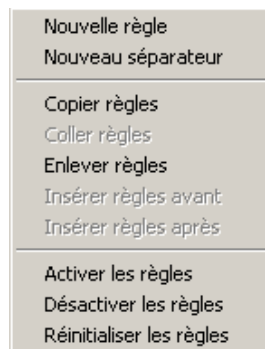 Nouvelle règle
Nouveau séparateur
Copier règles
Coller règles
Enlever règles
Insérer règles avant
Insérer règles après
Activer les règles
Désactiver les règles
Réinitialiser les règles